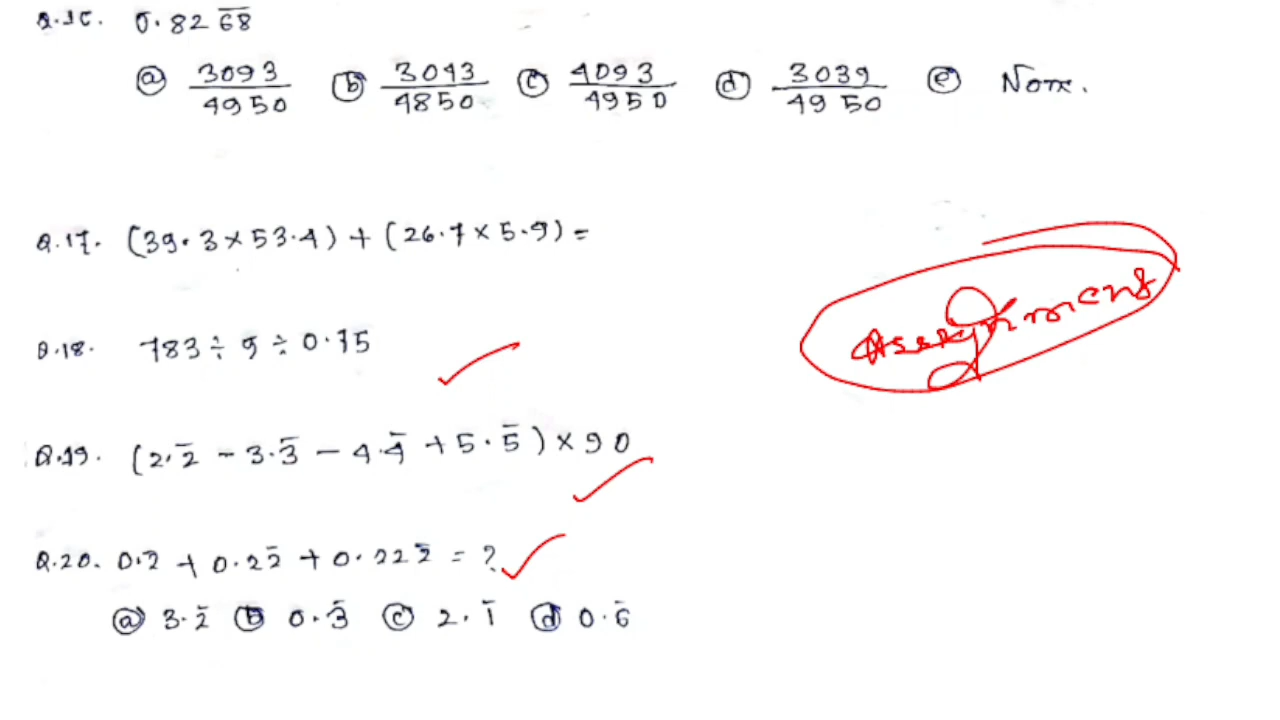 Q.16. 0.82 6̅8̅
ⓐ 3093/4950 ⓑ 3043/4850 ⓒ 4093/4950 ⓓ 3039/4950 ⓔ None.
Q.17. (39.3×53.4) + (26.7×5.9) =
Q.18. 783 ÷ 9 ÷ 0.75
Q.19. (2.2̅ - 3.3̅ - 4.4̅ + 5.5̅) × 90
Q.20. 0.2̅ + 0.22̅ + 0.222̅ = ?
ⓐ 3.2̅ ⓑ 0.3̅ ⓒ 2.1̅ ⓓ 0.6̅
Assignment